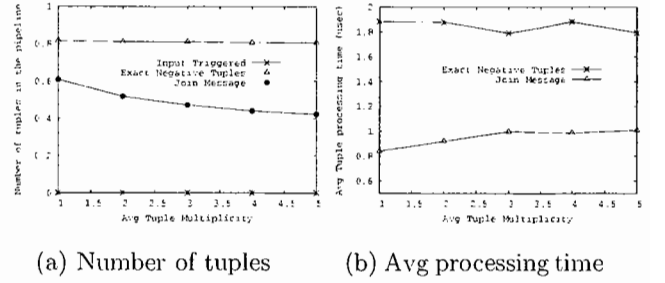 Number of tuples in the pipeline
1
0.8
0.6
0.4
0.2
0
Input Triggered
Exact Negative Tuples
Join Message
1 1.5 2 2.5 3 3.5 4 4.5 5
Avg Tuple Multiplicity
(a) Number of tuples
Avg Tuple processing time (usec)
2
1.8
1.6
1.4
1.2
1
0.8
0.6
Exact Negative Tuples
Join Message
1 1.5 2 2.5 3 3.5 4 4.5 5
Avg Tuple Multiplicity
(b) Avg processing time